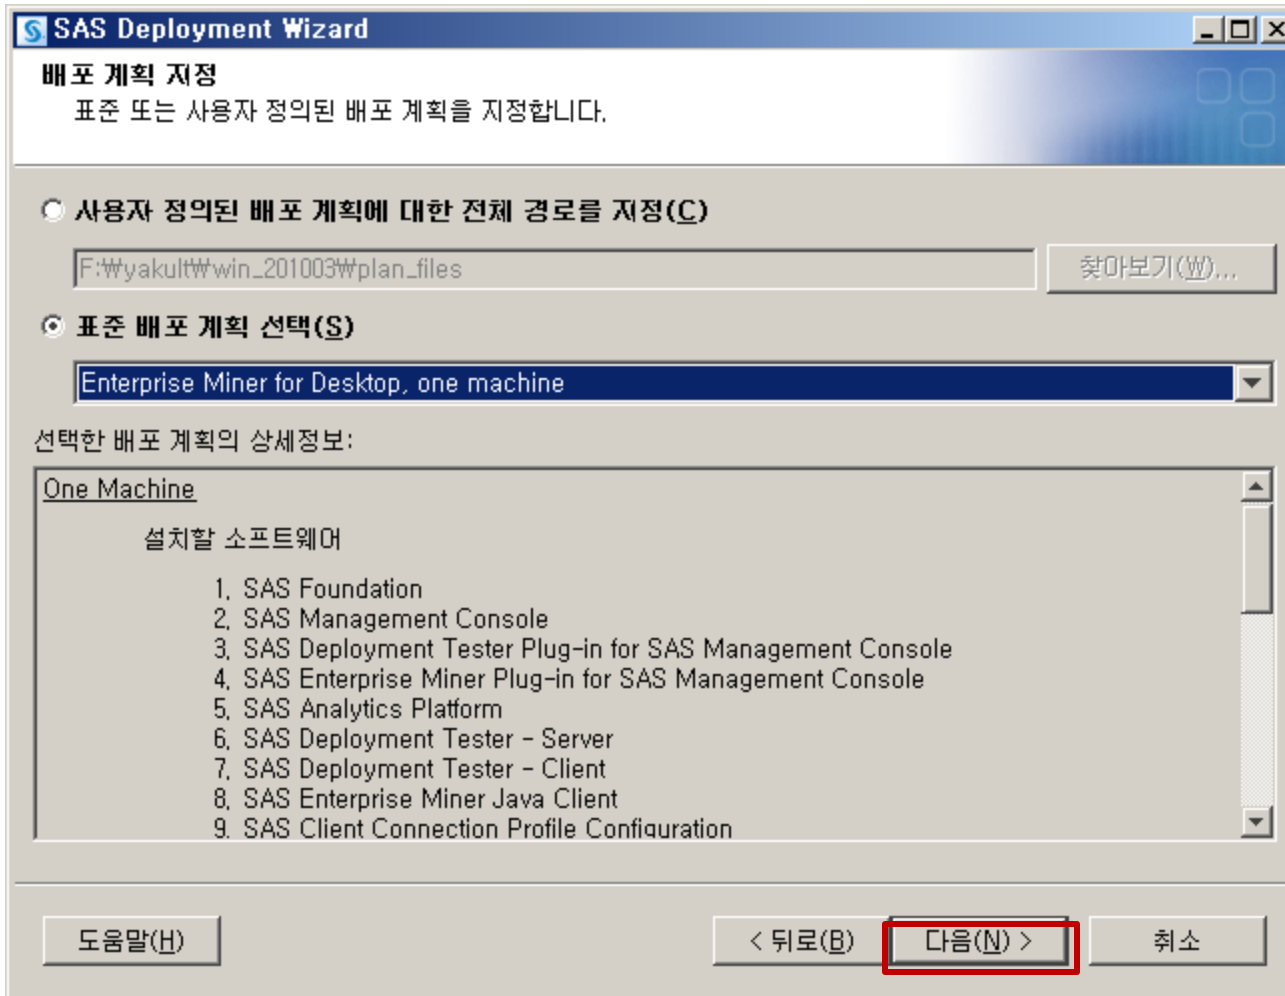 SAS Deployment Wizard
배포 계획 지정
표준 또는 사용자 정의된 배포 계획을 지정합니다.
사용자 정의된 배포 계획에 대한 전체 경로를 지정(C)
F:₩yakult₩win_201003₩plan_files
찾아보기(W)...
표준 배포 계획 선택(S)
Enterprise Miner for Desktop, one machine
선택한 배포 계획의 상세정보:
One Machine
설치할 소프트웨어
1. SAS Foundation
2. SAS Management Console
3. SAS Deployment Tester Plug-in for SAS Management Console
4. SAS Enterprise Miner Plug-in for SAS Management Console
5. SAS Analytics Platform
6. SAS Deployment Tester - Server
7. SAS Deployment Tester - Client
8. SAS Enterprise Miner Java Client
9. SAS Client Connection Profile Configuration
도움말(H)
< 뒤로(B)
다음(N) >
취소